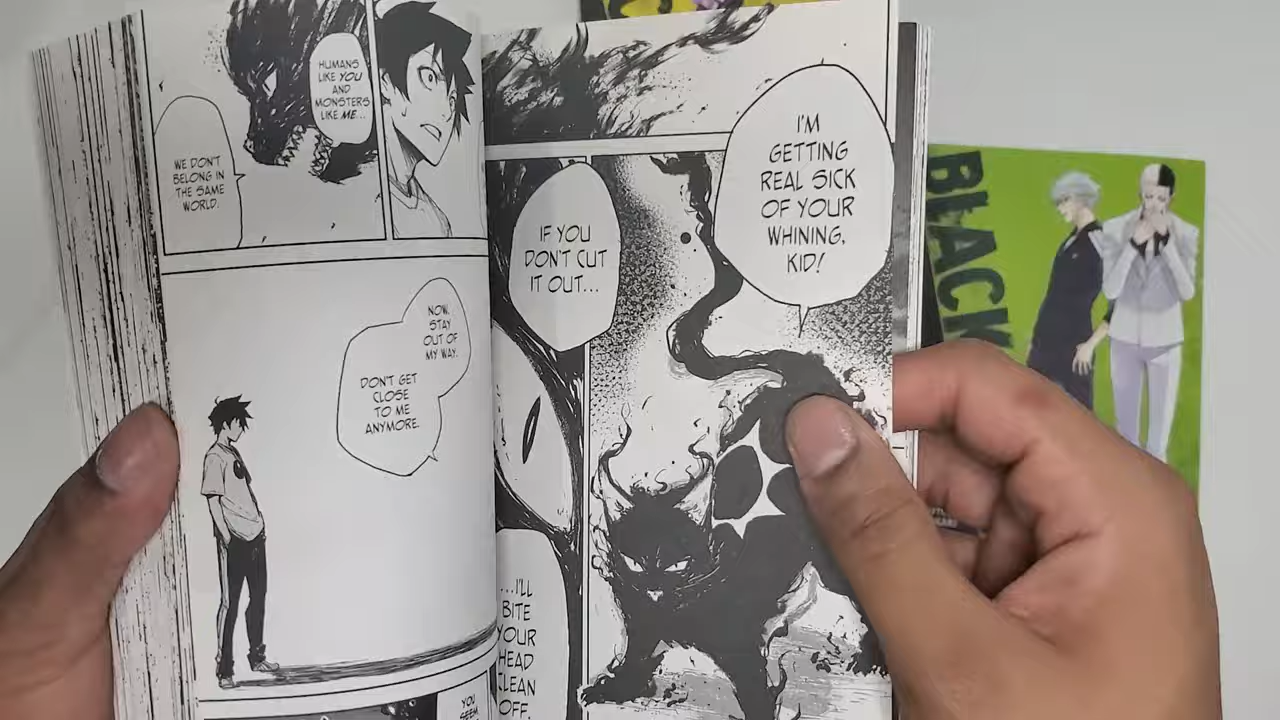 I'M
GETTING
REAL SICK
OF YOUR
WHINING,
KID!
IF YOU
DON'T CUT
IT OUT...
...I'LL
BITE
YOUR
HEAD
CLEAN
OFF.
HUMANS
LIKE YOU
AND
MONSTERS
LIKE ME...
WE DON'T
BELONG IN
THE SAME
WORLD.
NOW,
STAY
OUT OF
MY WAY.
DON'T GET
CLOSE
TO ME
ANYMORE.
YOU
SEEM
BLACK